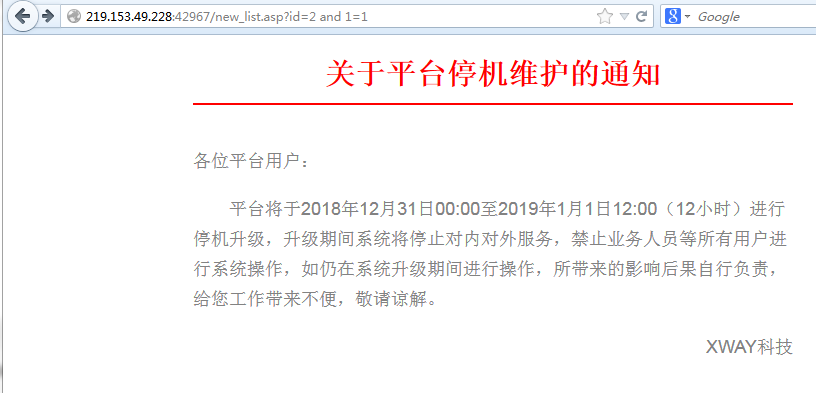 219.153.49.228:42967/new_list.asp?id=2 and 1=1
Google
关于平台停机维护的通知
各位平台用户：
平台将于2018年12月31日00:00至2019年1月1日12:00（12小时）进行
停机升级，升级期间系统将停止对内对外服务，禁止业务人员等所有用户进
行系统操作，如仍在系统升级期间进行操作，所带来的影响后果自行负责，
给您工作带来不便，敬请谅解。
XWAY科技